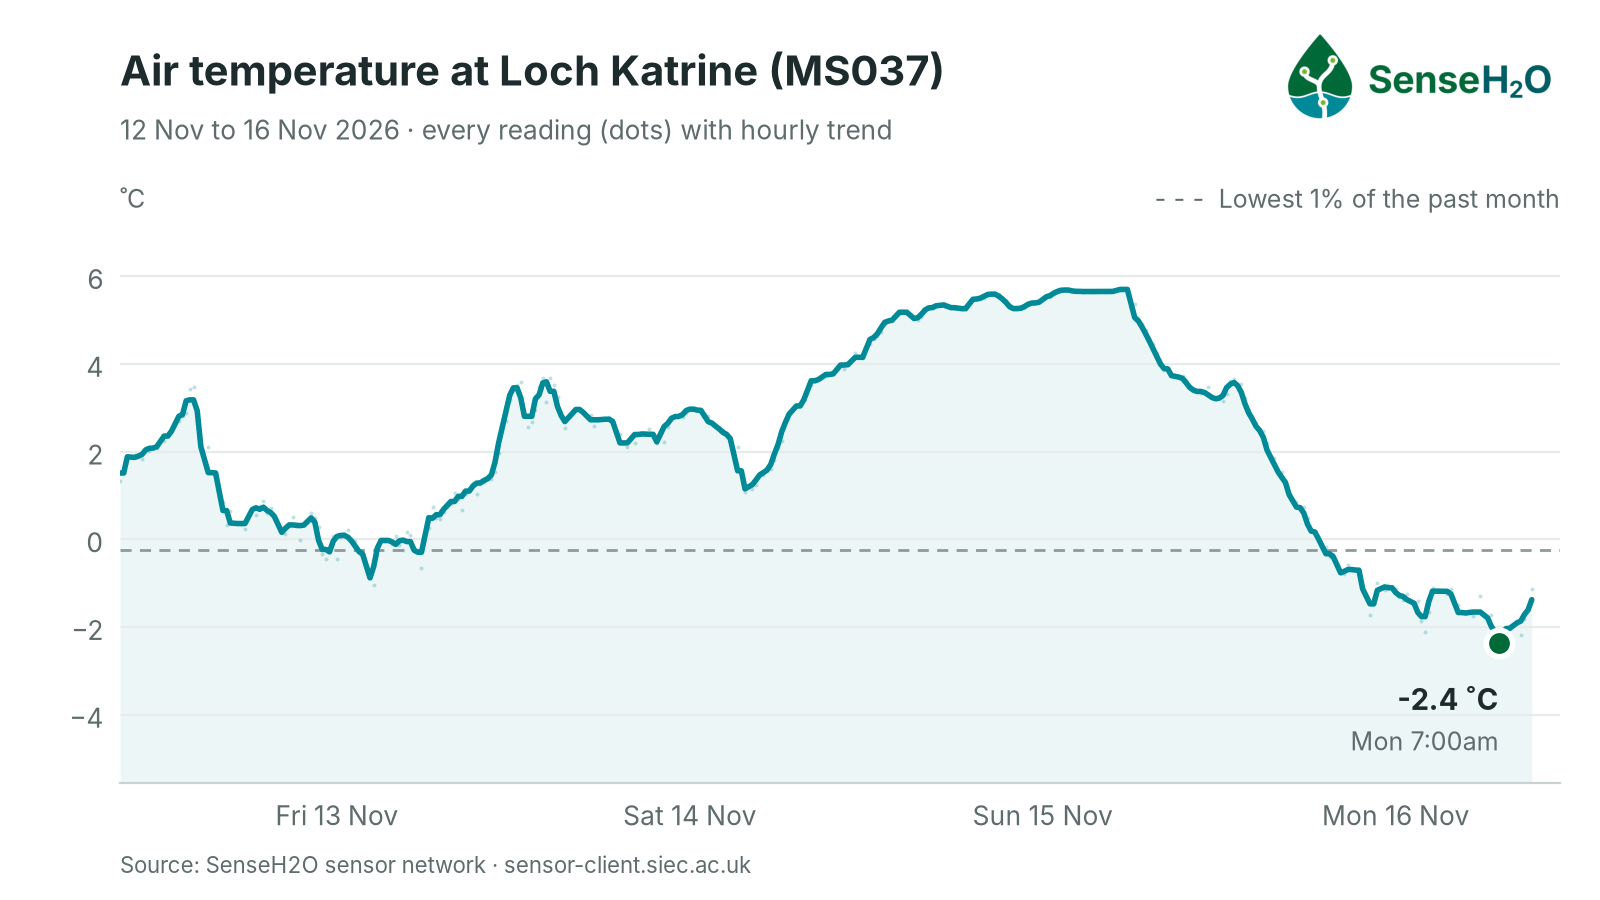 Air temperature at Loch Katrine (MS037)
SenseH₂O
12 Nov to 16 Nov 2026 · every reading (dots) with hourly trend
°C
--- Lowest 1% of the past month
6
4
2
0
−2
−4
-2.4 °C
Mon 7:00am
Fri 13 Nov
Sat 14 Nov
Sun 15 Nov
Mon 16 Nov
Source: SenseH2O sensor network · sensor-client.siec.ac.uk